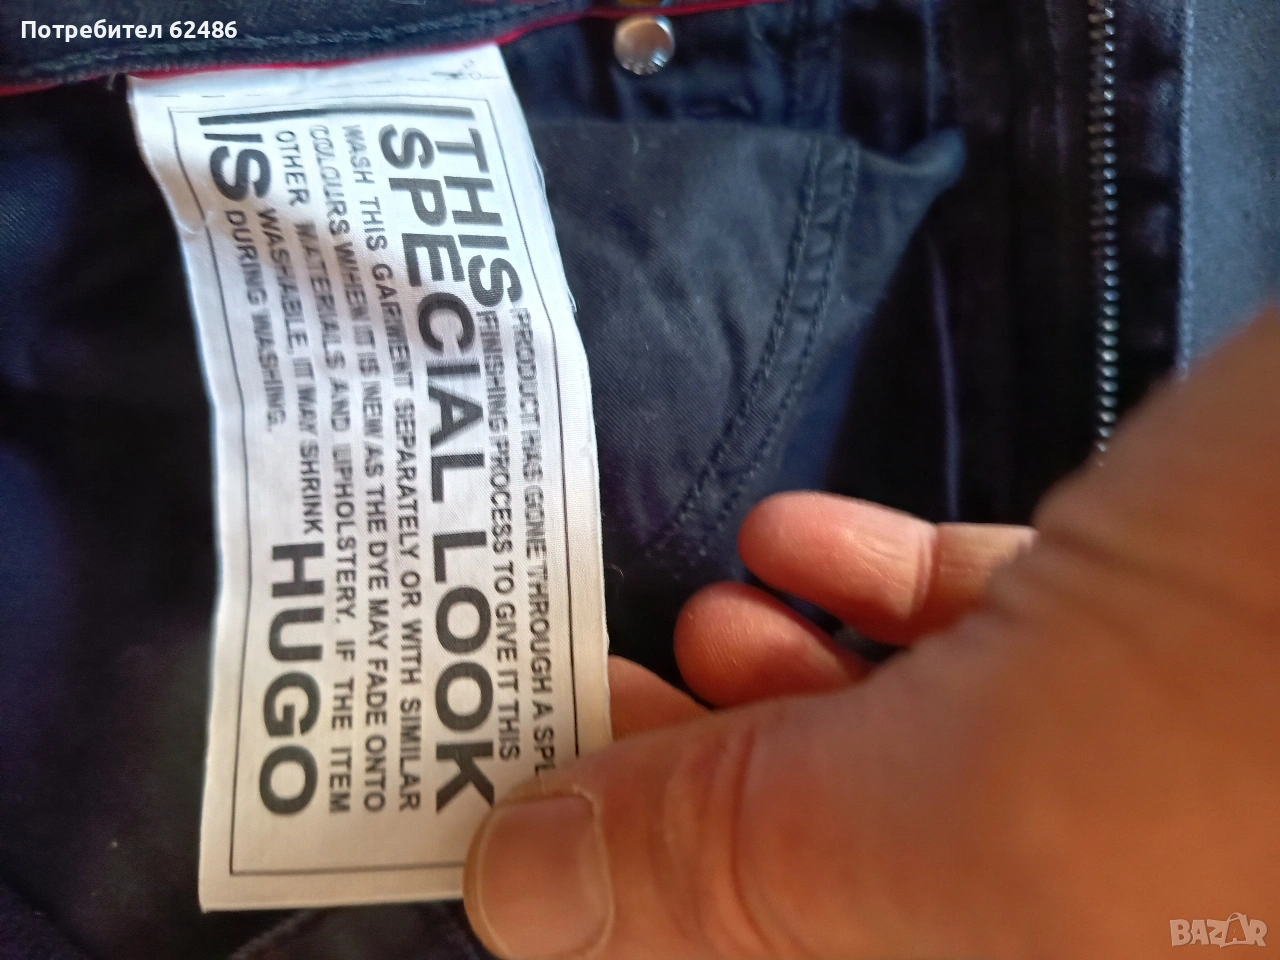 Потребител 62486
THIS PRODUCT HAS GONE THROUGH A
FINISHING PROCESS TO GIVE IT THIS
SPECIAL LOOK
WASH THIS GARMENT SEPARATELY OR WITH SIMILAR
COLOURS WHEN IT IS NEW AS THE DYE MAY FADE ONTO
OTHER MATERIALS AND UPHOLSTERY. IF THE ITEM
IS WASHABLE, IT MAY SHRINK
DURING WASHING.
HUGO
BAZAR